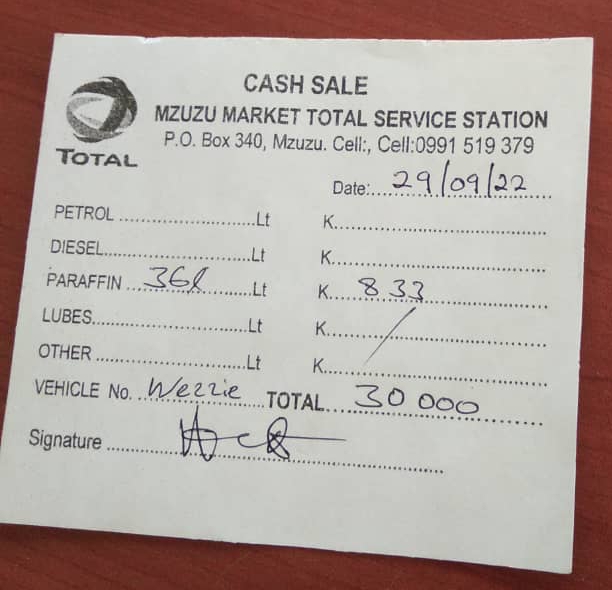 CASH SALE
MZUZU MARKET TOTAL SERVICE STATION
P.O. Box 340, Mzuzu. Cell:, Cell:0991 519 379
TOTAL
Date:....29/09/22
PETROL ..............................Lt K.......................................
DIESEL................................Lt K.......................................
PARAFFIN ...36l..........Lt K....833....................
LUBES..................................Lt K....../................................
OTHER .................................Lt K.......................................
VEHICLE No. ..Wezzie.... TOTAL....30 000..........
Signature .................................................................